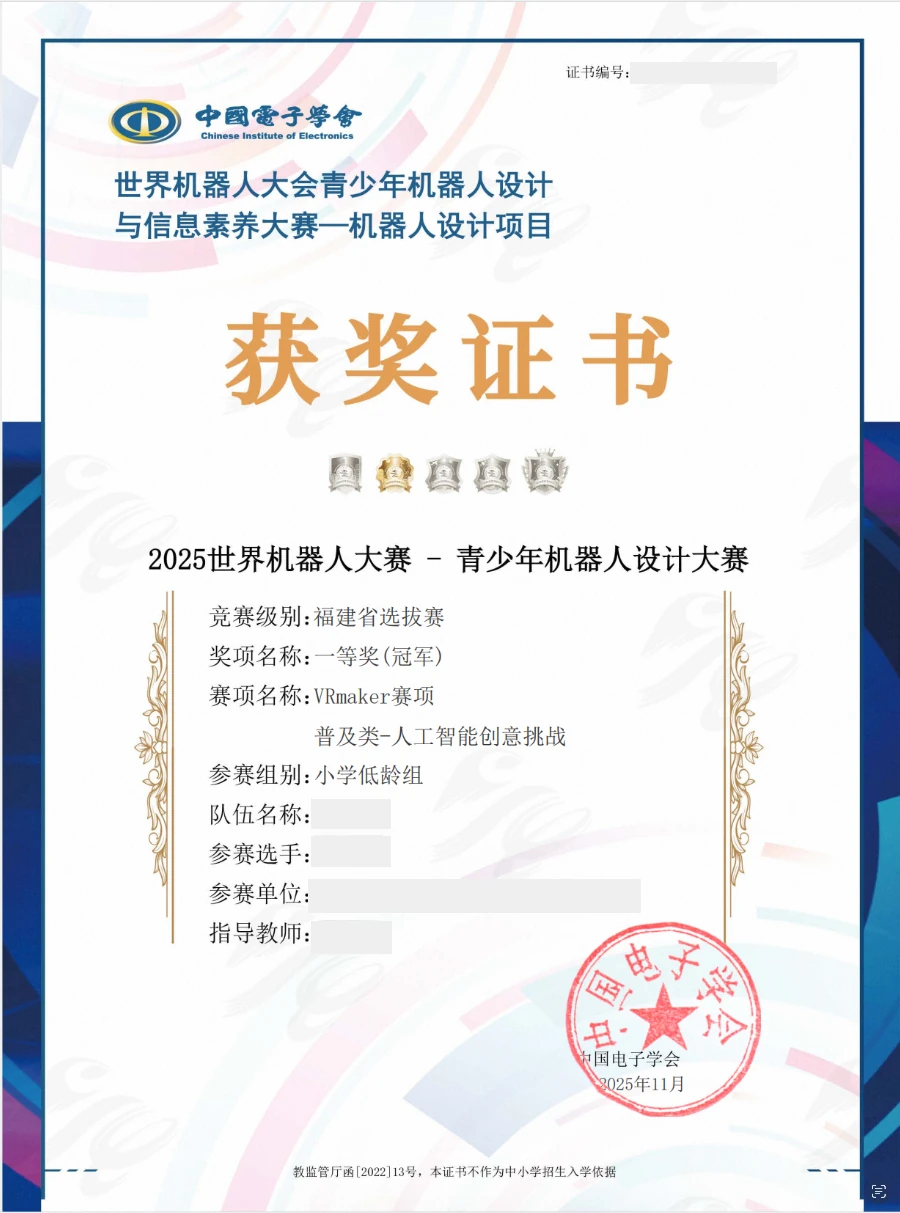 证书编号:
中國電子學會
Chinese Institute of Electronics
世界机器人大会青少年机器人设计
与信息素养大赛—机器人设计项目
获奖证书
2025世界机器人大赛 - 青少年机器人设计大赛
竞赛级别:福建省选拔赛
奖项名称:一等奖(冠军)
赛项名称:VRmaker赛项
普及类-人工智能创意挑战
参赛组别:小学低龄组
队伍名称:
参赛选手:
参赛单位:
指导教师:
中国电子学会
中国电子学会
2025年11月
教监管厅函[2022]13号，本证书不作为中小学招生入学依据